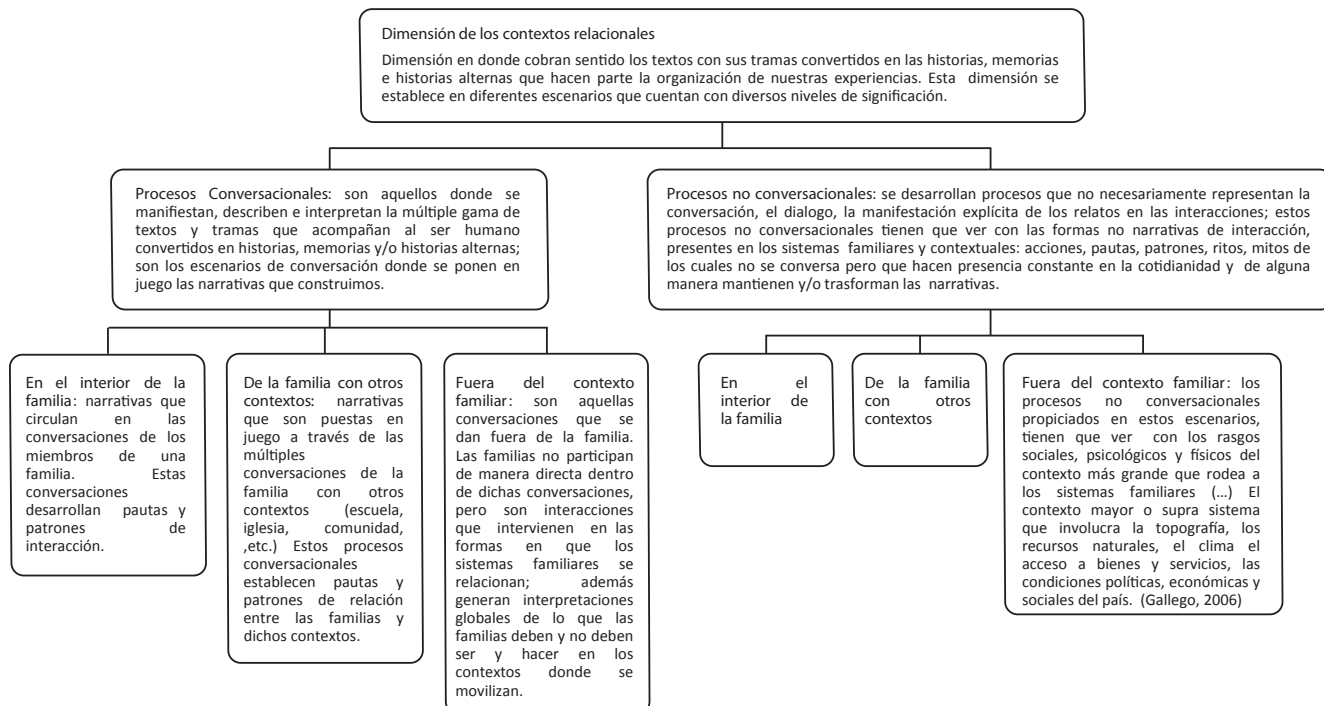 Dimensión de los contextos relacionales
Dimensión en donde cobran sentido los textos con sus tramas convertidos en las historias, memorias
e historias alternas que hacen parte la organización de nuestras experiencias. Esta dimensión se
establece en diferentes escenarios que cuentan con diversos niveles de significación.
Procesos Conversacionales: son aquellos donde se
manifiestan, describen e interpretan la múltiple gama de
textos y tramas que acompañan al ser humano
convertidos en historias, memorias y/o historias alternas;
son los escenarios de conversación donde se ponen en
juego las narrativas que construimos.
Procesos no conversacionales: se desarrollan procesos que no necesariamente representan la
conversación, el dialogo, la manifestación explícita de los relatos en las interacciones; estos
procesos no conversacionales tienen que ver con las formas no narrativas de interacción,
presentes en los sistemas familiares y contextuales: acciones, pautas, patrones, ritos, mitos de
los cuales no se conversa pero que hacen presencia constante en la cotidianidad y de alguna
manera mantienen y/o trasforman las narrativas.
En el interior de la
familia: narrativas que
circulan en las
conversaciones de los
miembros de una
familia. Estas
conversaciones
desarrollan pautas y
patrones de
interacción.
De la familia con otros
contextos: narrativas
que son puestas en
juego a través de las
múltiples
conversaciones de la
familia con otros
contextos (escuela,
iglesia, comunidad,
,etc.) Estos procesos
conversacionales
establecen pautas y
patrones de relación
entre las familias y
dichos contextos.
Fuera del contexto
familiar: son aquellas
conversaciones que se
dan fuera de la familia.
Las familias no participan
de manera directa dentro
de dichas conversaciones,
pero son interacciones
que intervienen en las
formas en que los
sistemas familiares se
relacionan; además
generan interpretaciones
globales de lo que las
familias deben y no deben
ser y hacer en los
contextos donde se
movilizan.
En el
interior de
la familia
De la familia
con otros
contextos
Fuera del contexto familiar: los
procesos no conversacionales
propiciados en estos escenarios,
tienen que ver con los rasgos
sociales, psicológicos y físicos del
contexto más grande que rodea a
los sistemas familiares (...) El
contexto mayor o supra sistema
que involucra la topografía, los
recursos naturales, el clima el
acceso a bienes y servicios, las
condiciones políticas, económicas y
sociales del país. (Gallego, 2006)